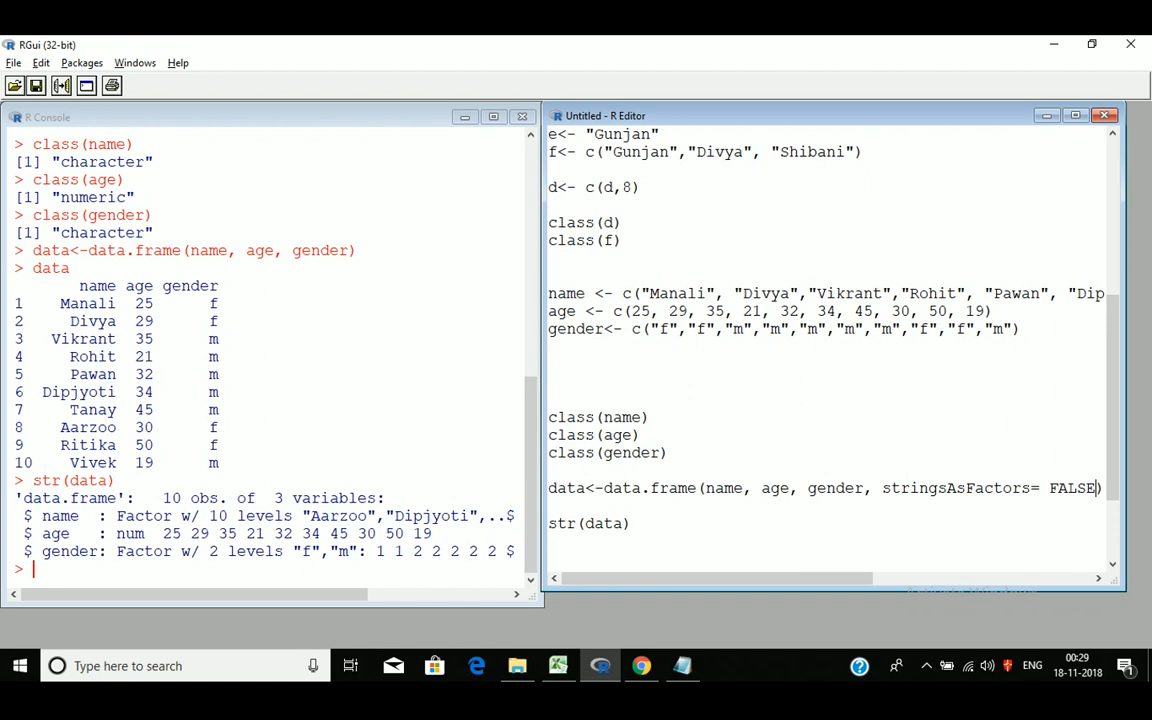 RGui (32-bit)
File Edit Packages Windows Help
R Console
> class(name)
[1] "character"
> class(age)
[1] "numeric"
> class(gender)
[1] "character"
> data<-data.frame(name, age, gender)
> data
name age gender
1 Manali 25 f
2 Divya 29 f
3 Vikrant 35 m
4 Rohit 21 m
5 Pawan 32 m
6 Dipjyoti 34 m
7 Tanay 45 m
8 Aarzoo 30 f
9 Ritika 50 f
10 Vivek 19 m
> str(data)
'data.frame': 10 obs. of 3 variables:
$ name : Factor w/ 10 levels "Aarzoo","Dipjyoti",..$
$ age : num 25 29 35 21 32 34 45 30 50 19
$ gender: Factor w/ 2 levels "f","m": 1 1 2 2 2 2 2 $
>
Untitled - R Editor
e<- "Gunjan"
f<- c("Gunjan","Divya", "Shibani")
d<- c(d,8)
class(d)
class(f)
name <- c("Manali", "Divya","Vikrant","Rohit", "Pawan", "Dip
age <- c(25, 29, 35, 21, 32, 34, 45, 30, 50, 19)
gender<- c("f","f","m","m","m","m","m","f","f","m")
class(name)
class(age)
class(gender)
data<-data.frame(name, age, gender, stringsAsFactors= FALSE)
str(data)
Type here to search
ENG
00:29
18-11-2018